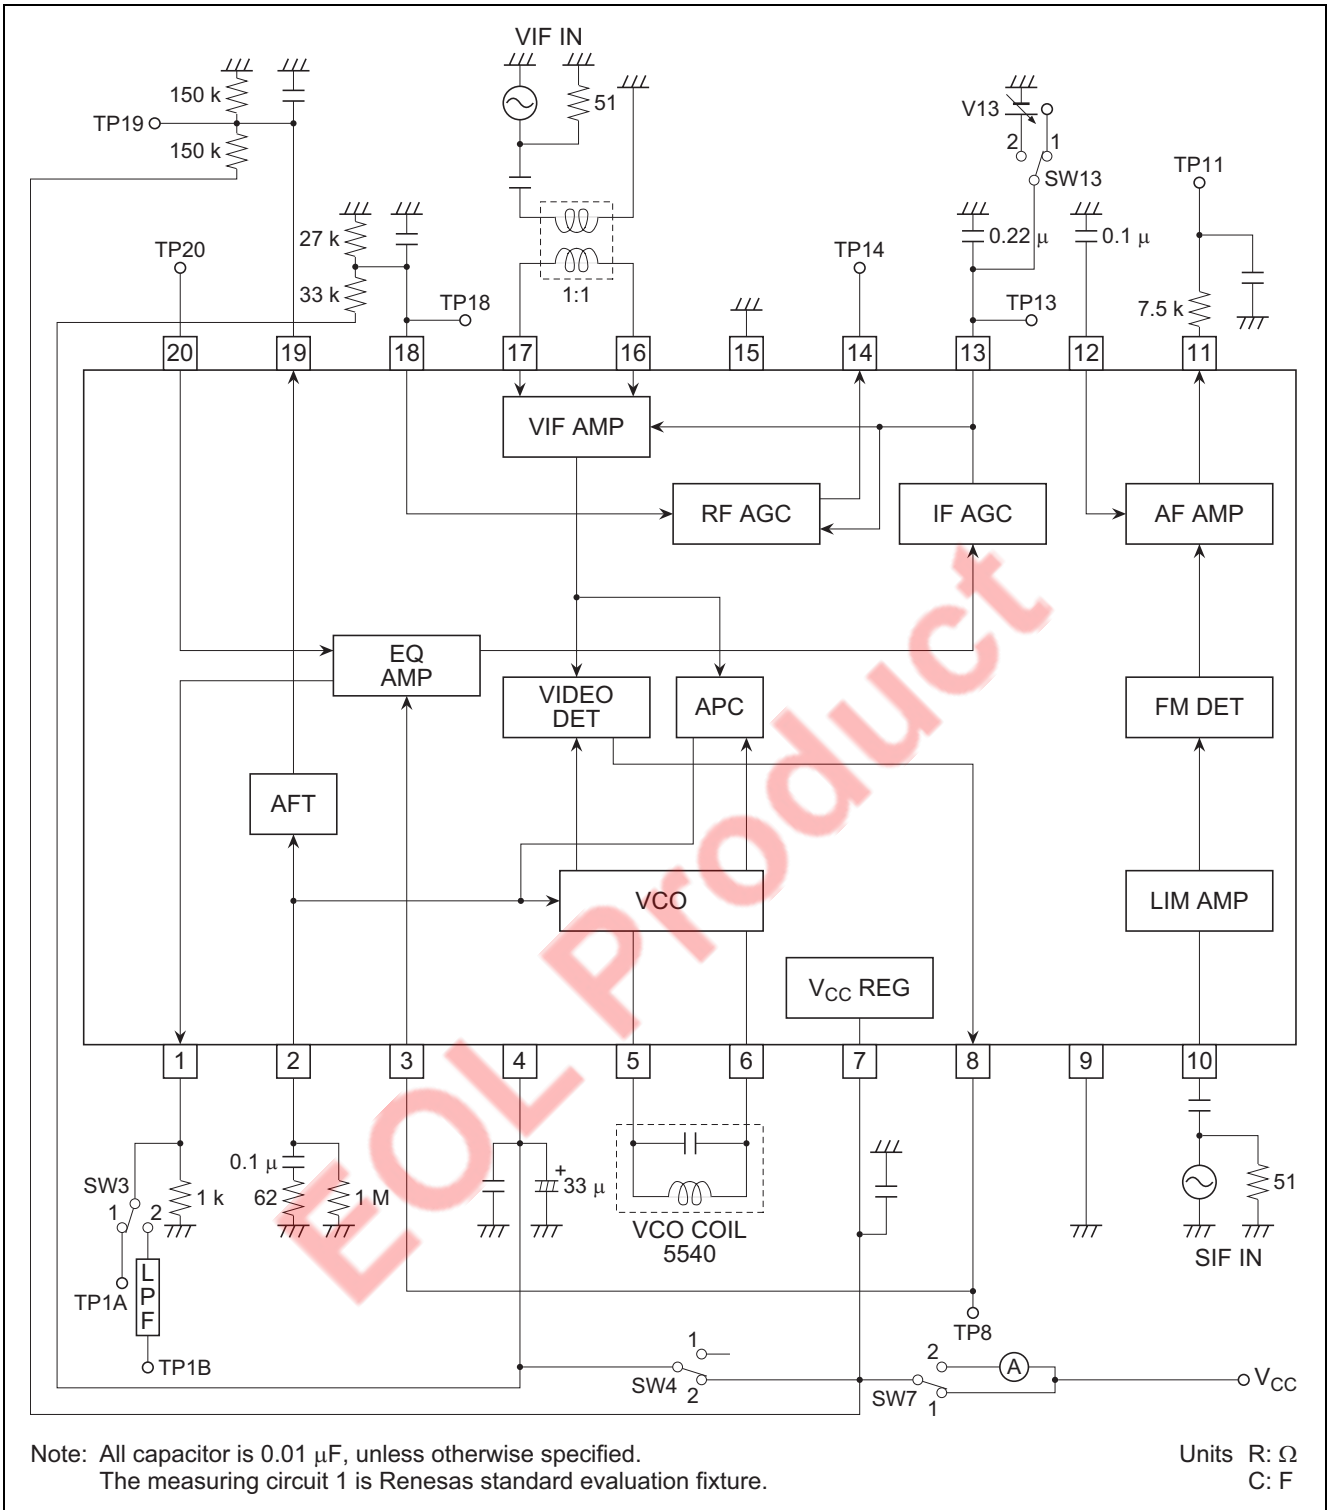 VIF IN
150 k
TP19
150 k
51
V13
2
1
SW13
TP11
27 k
33 k
TP20
TP18
1:1
TP14
0.22 µ
0.1 µ
TP13
7.5 k
20
19
18
17
16
15
14
13
12
11
VIF AMP
RF AGC
IF AGC
AF AMP
EQ
AMP
VIDEO
DET
APC
FM DET
AFT
VCO
LIM AMP
VCC REG
1
2
3
4
5
6
7
8
9
10
SW3
1
2
1 k
0.1 µ
62
1 M
33 µ
+
VCO COIL
5540
51
SIF IN
TP1A
LPF
TP1B
TP8
SW4
1
2
SW7
2
1
A
VCC
EOL Product
Note: All capacitor is 0.01 µF, unless otherwise specified.
The measuring circuit 1 is Renesas standard evaluation fixture.
Units R: Ω
C: F